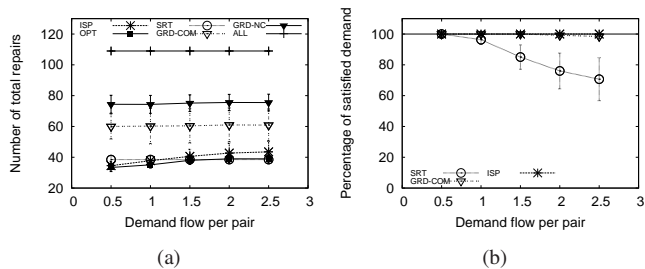 ISP SRT GRD-NC
OPT GRD-COM ALL
Number of total repairs
120
100
80
60
40
20
0 0.5 1 1.5 2 2.5 3
Demand flow per pair
(a)
Percentage of satisfied demand
100
80
60
40
20
0
SRT ISP
GRD-COM
0 0.5 1 1.5 2 2.5 3
Demand flow per pair
(b)